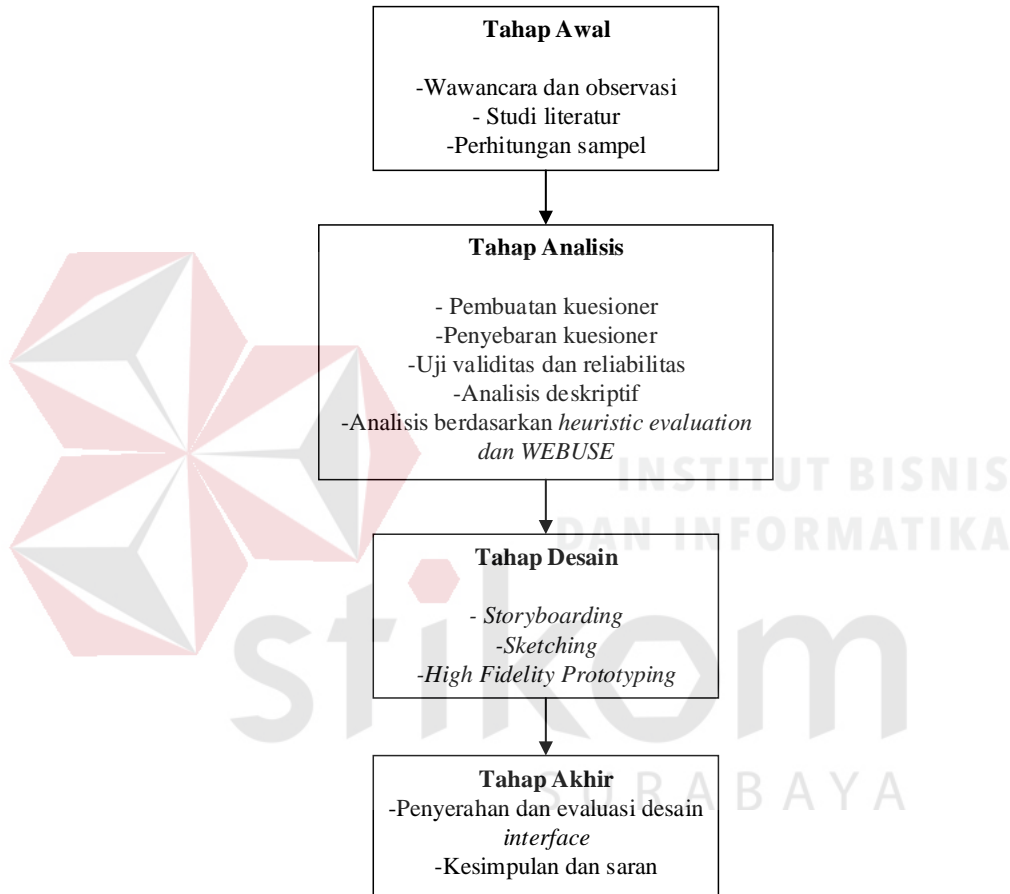 Tahap Awal
-Wawancara dan observasi
- Studi literatur
-Perhitungan sampel
Tahap Analisis
- Pembuatan kuesioner
-Penyebaran kuesioner
-Uji validitas dan reliabilitas
-Analisis deskriptif
-Analisis berdasarkan heuristic evaluation
dan WEBUSE
INSTITUT BISNIS
DAN INFORMATIKA
Tahap Desain
- Storyboarding
-Sketching
-High Fidelity Prototyping
stikom
SURABAYA
Tahap Akhir
-Penyerahan dan evaluasi desain
interface
-Kesimpulan dan saran